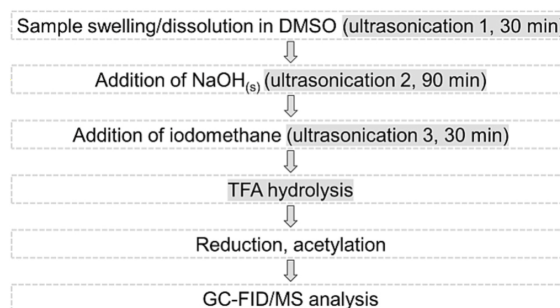 Sample swelling/dissolution in DMSO (ultrasonication 1, 30 min
Addition of NaOH(s) (ultrasonication 2, 90 min)
Addition of iodomethane (ultrasonication 3, 30 min)
TFA hydrolysis
Reduction, acetylation
GC-FID/MS analysis